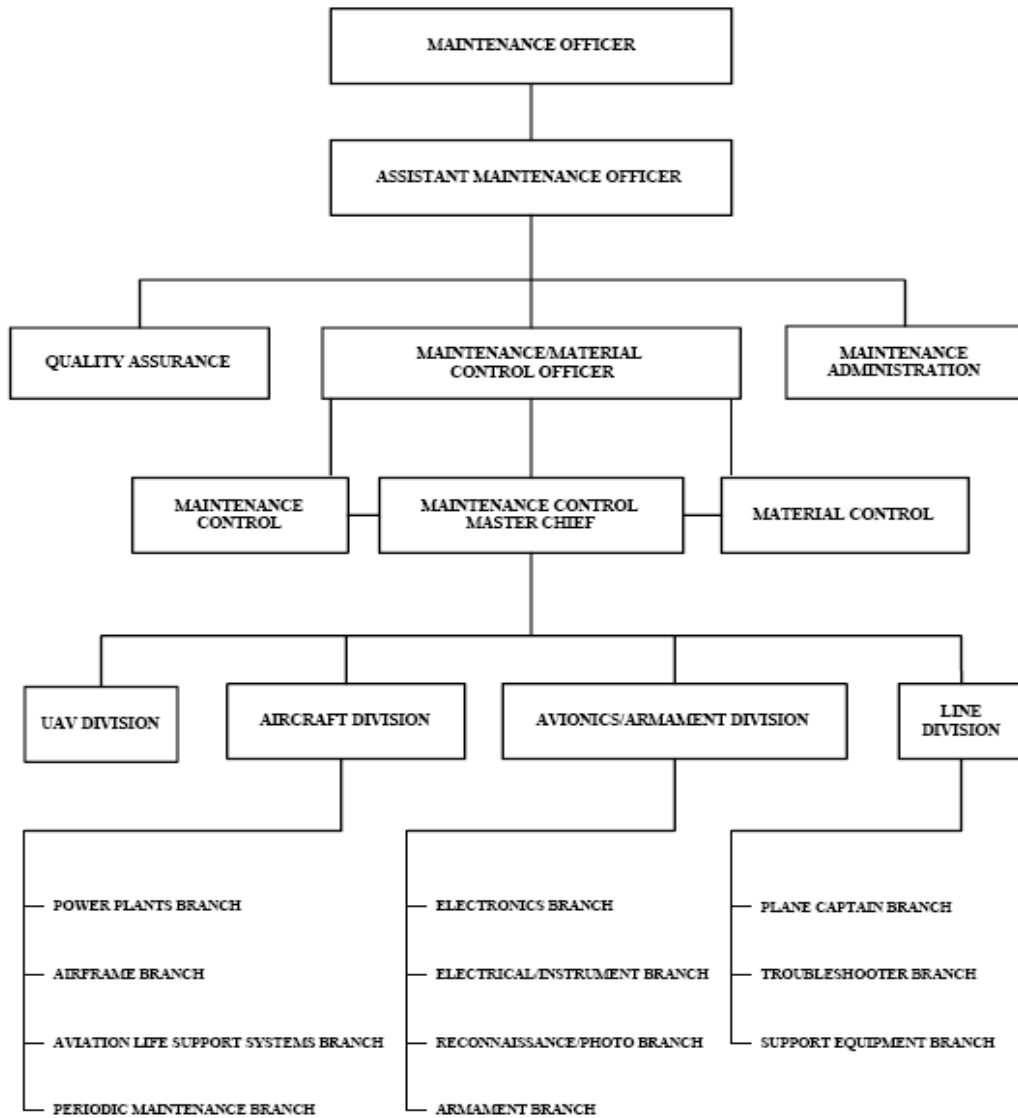 MAINTENANCE OFFICER
ASSISTANT MAINTENANCE OFFICER
QUALITY ASSURANCE
MAINTENANCE/MATERIAL
CONTROL OFFICER
MAINTENANCE
ADMINISTRATION
MAINTENANCE
CONTROL
MAINTENANCE CONTROL
MASTER CHIEF
MATERIAL CONTROL
UAV DIVISION
AIRCRAFT DIVISION
AVIONICS/ARMAMENT DIVISION
LINE
DIVISION
POWER PLANTS BRANCH
AIRFRAME BRANCH
AVIATION LIFE SUPPORT SYSTEMS BRANCH
PERIODIC MAINTENANCE BRANCH
ELECTRONICS BRANCH
ELECTRICAL/INSTRUMENT BRANCH
RECONNAISSANCE/PHOTO BRANCH
ARMAMENT BRANCH
PLANE CAPTAIN BRANCH
TROUBLESHOOTER BRANCH
SUPPORT EQUIPMENT BRANCH